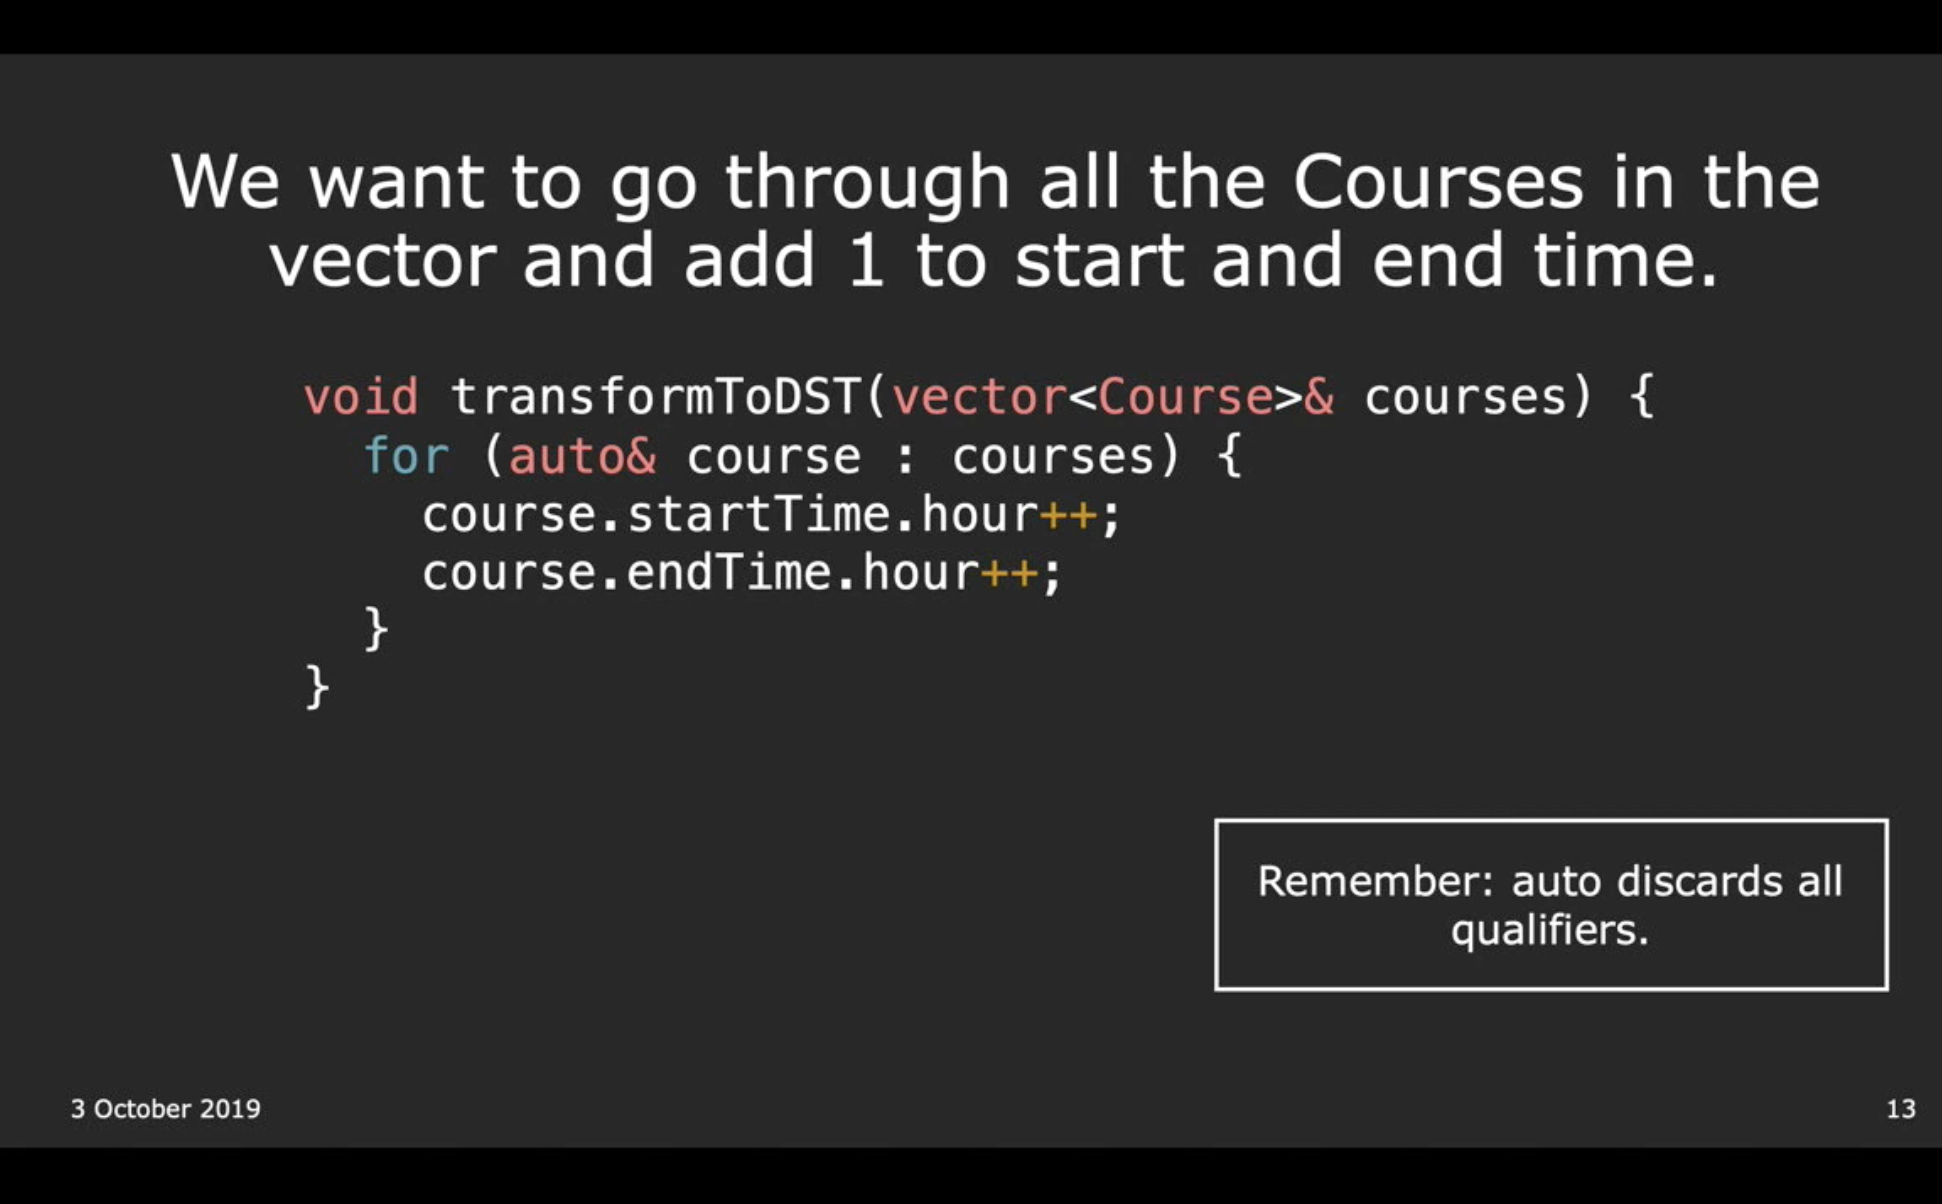 We want to go through all the Courses in the
vector and add 1 to start and end time.
void transformToDST(vector<Course>& courses) {
  for (auto& course : courses) {
    course.startTime.hour++;
    course.endTime.hour++;
  }
}
Remember: auto discards all
qualifiers.
3 October 2019
13